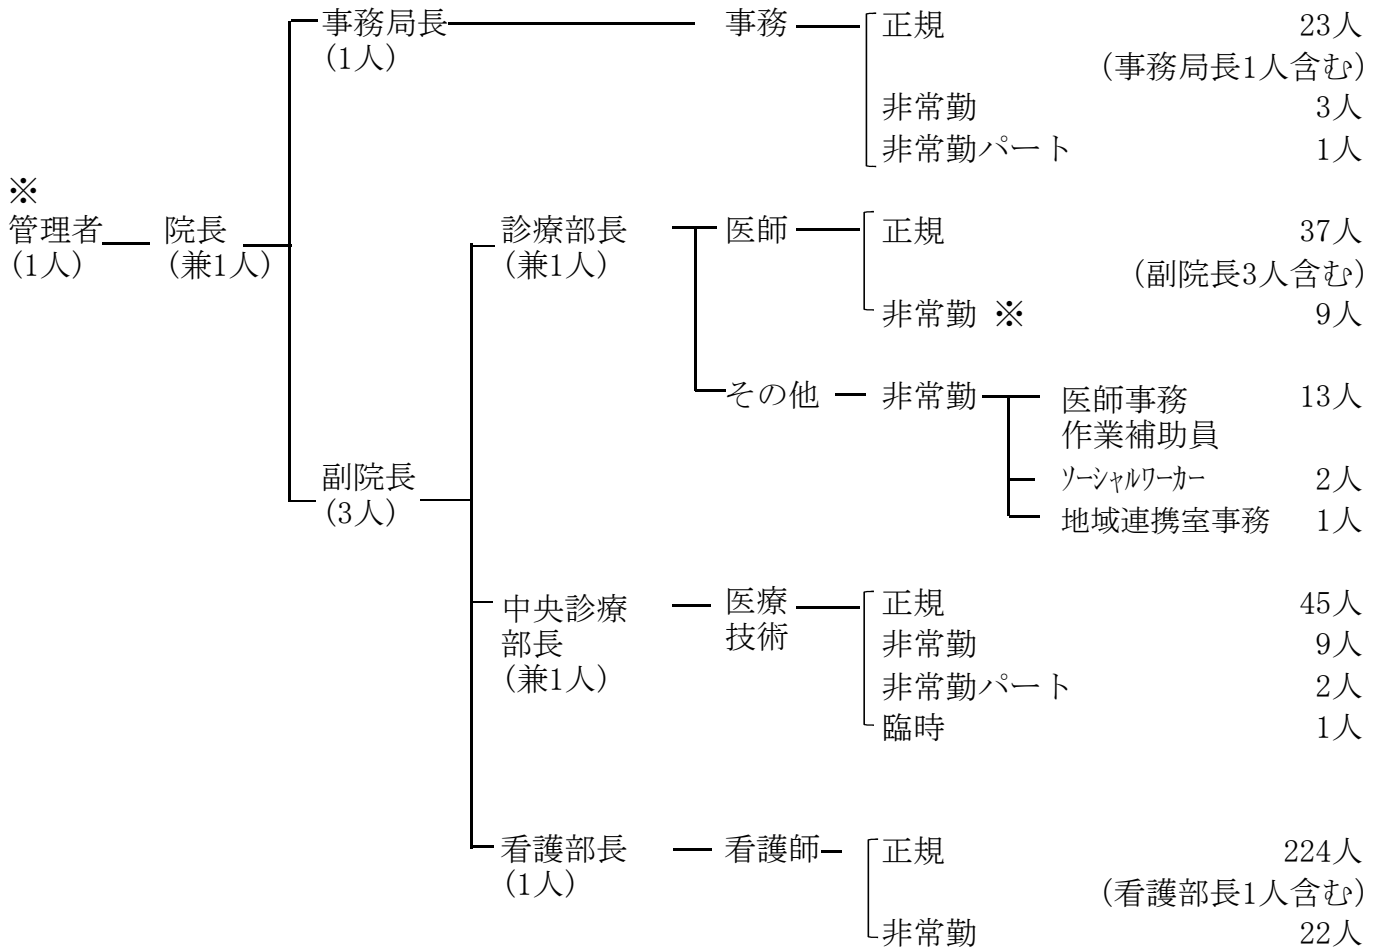 事務局長 事務 正規 23人
(1人) (事務局長1人含む)
非常勤 3人
非常勤パート 1人
※
管理者 院長 診療部長 医師 正規 37人
(1人) (兼1人) (兼1人) (副院長3人含む)
非常勤 ※ 9人
その他 非常勤 医師事務 13人
作業補助員
副院長 ソーシャルワーカー 2人
(3人) 地域連携室事務 1人
中央診療 医療 正規 45人
部長 技術 非常勤 9人
(兼1人) 非常勤パート 2人
臨時 1人
看護部長 看護師 正規 224人
(1人) (看護部長1人含む)
非常勤 22人